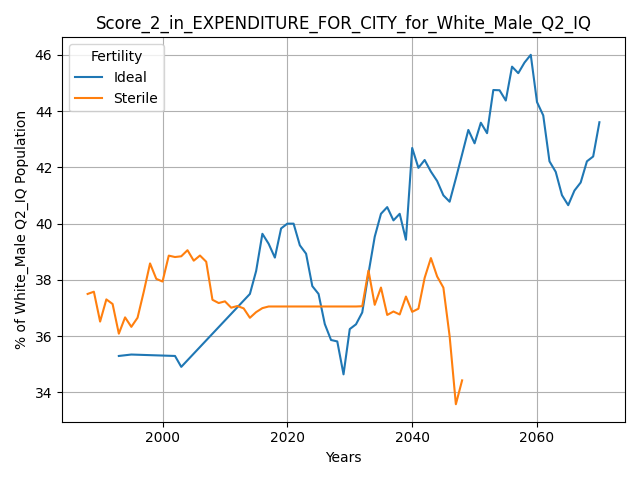 Score_2_in_EXPENDITURE_FOR_CITY_for_White_Male_Q2_IQ
Fertility
Ideal
Sterile
% of White_Male Q2_IQ Population
46
44
42
40
38
36
34
2000
2020
2040
2060
Years